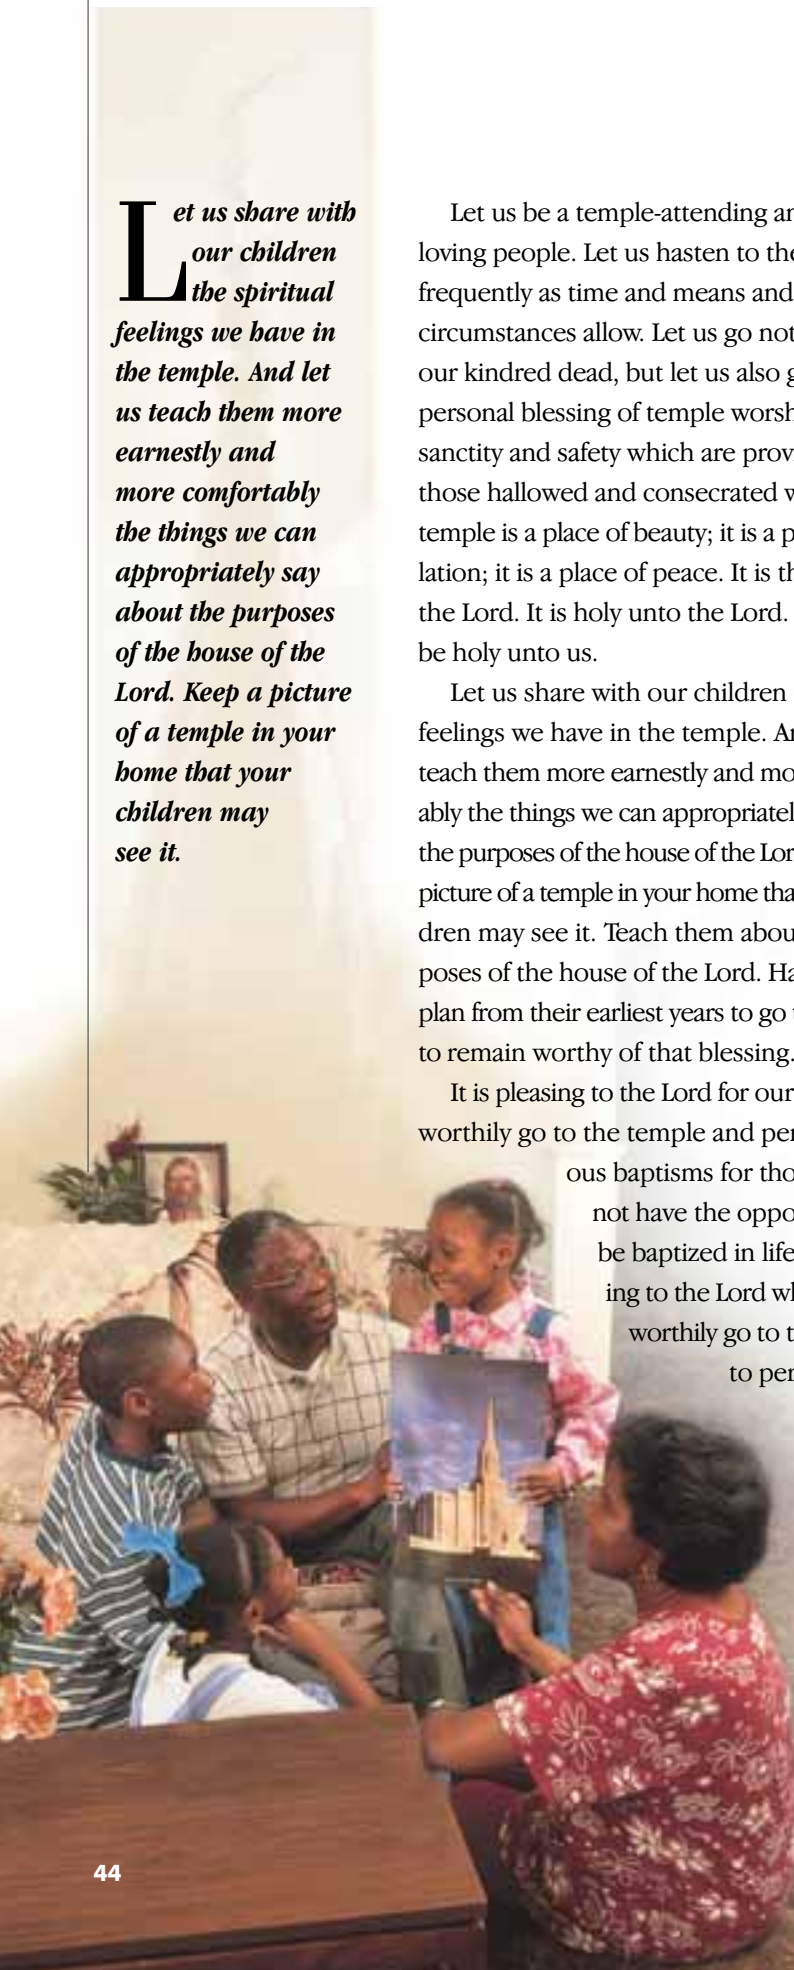 Let us share with
our children
the spiritual
feelings we have in
the temple. And let
us teach them more
earnestly and
more comfortably
the things we can
appropriately say
about the purposes
of the house of the
Lord. Keep a picture
of a temple in your
home that your
children may
see it.
Let us be a temple-attending an
loving people. Let us hasten to the
frequently as time and means and
circumstances allow. Let us go not
our kindred dead, but let us also g
personal blessing of temple worsh
sanctity and safety which are prov
those hallowed and consecrated w
temple is a place of beauty; it is a p
lation; it is a place of peace. It is th
the Lord. It is holy unto the Lord.
be holy unto us.
Let us share with our children
feelings we have in the temple. An
teach them more earnestly and mo
ably the things we can appropriatel
the purposes of the house of the Lor
picture of a temple in your home tha
dren may see it. Teach them abou
poses of the house of the Lord. Ha
plan from their earliest years to go t
to remain worthy of that blessing.
It is pleasing to the Lord for our
worthily go to the temple and per
ous baptisms for tho
not have the oppo
be baptized in life
ing to the Lord wh
worthily go to t
to per
44